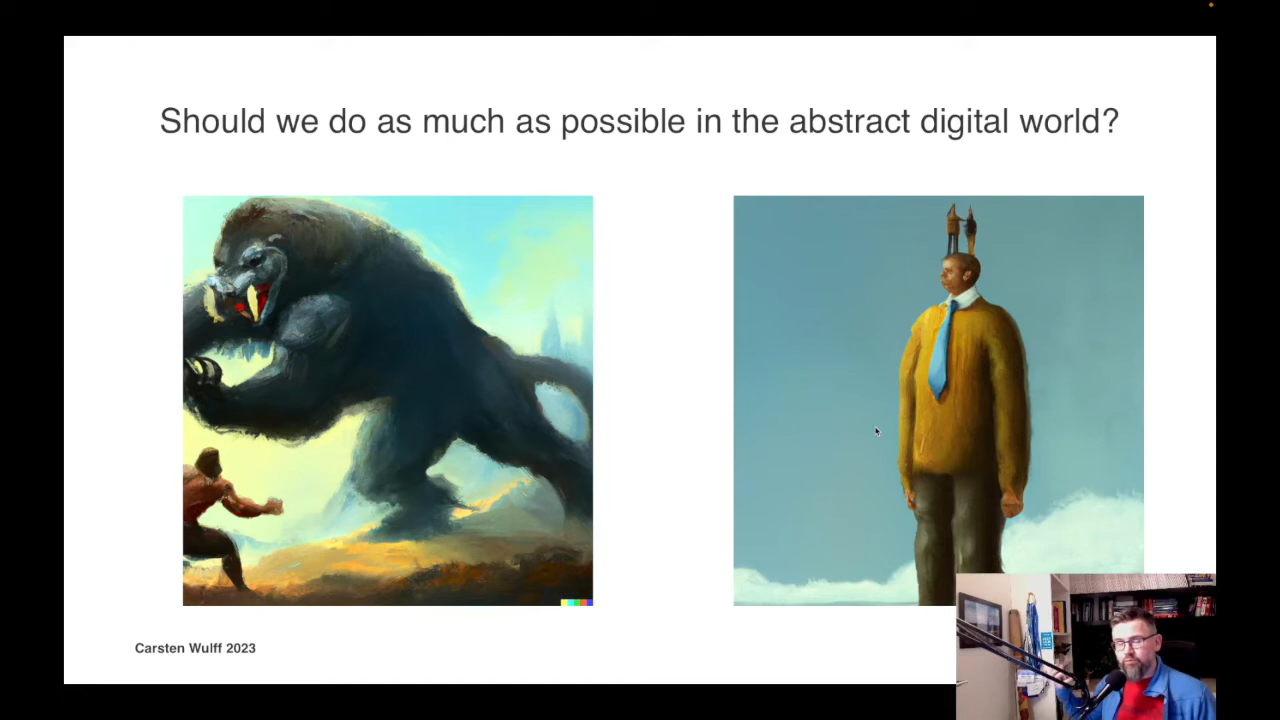 Should we do as much as possible in the abstract digital world?
Carsten Wulff 2023